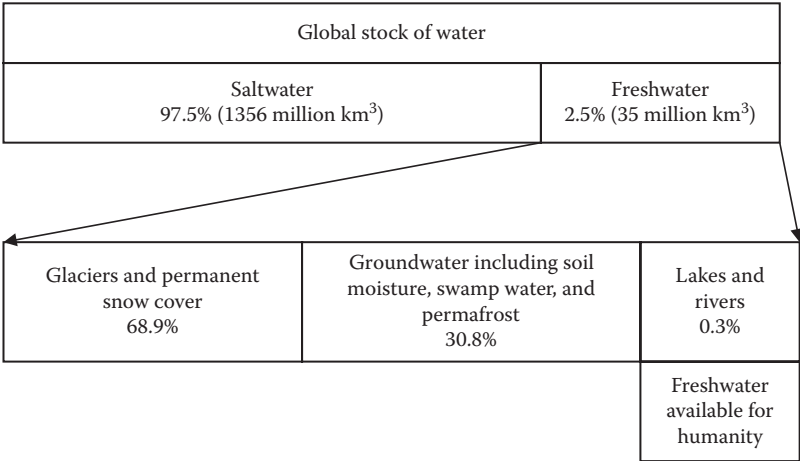 Global stock of water
Saltwater
97.5% (1356 million km³)
Freshwater
2.5% (35 million km³)
Glaciers and permanent
snow cover
68.9%
Groundwater including soil
moisture, swamp water, and
permafrost
30.8%
Lakes and
rivers
0.3%
Freshwater
available for
humanity